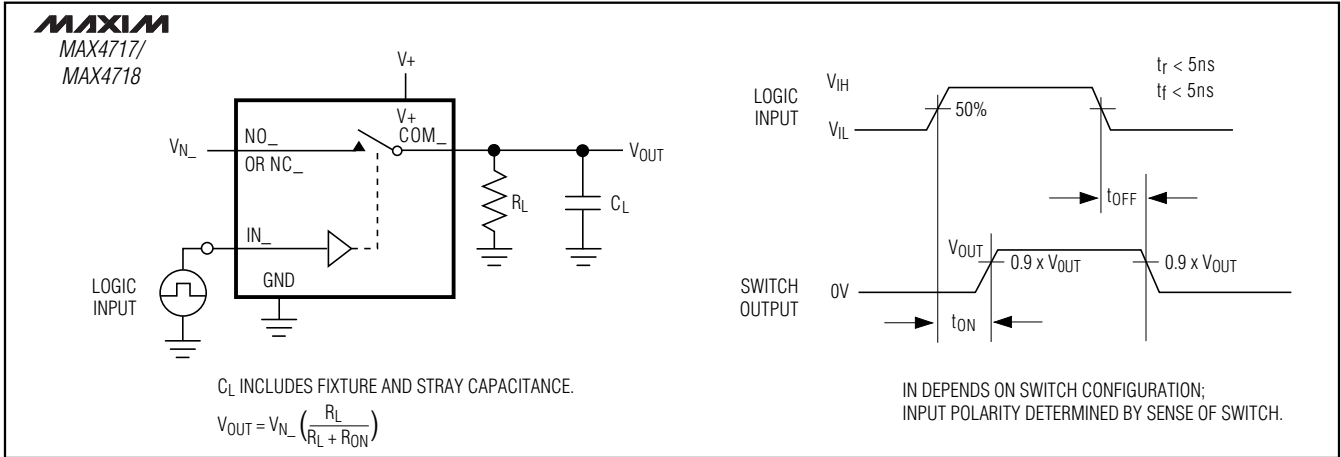 MAXIM
MAX4717/
MAX4718
V+
V+
V_N_
NO_
COM_
OR NC_
V_OUT
R_L
C_L
IN_
LOGIC
INPUT
GND
C_L INCLUDES FIXTURE AND STRAY CAPACITANCE.
V_OUT = V_N_ (R_L / R_L + R_ON)
t_r < 5ns
t_f < 5ns
LOGIC
INPUT
V_IH
50%
V_IL
t_OFF
V_OUT
0.9 x V_OUT
0.9 x V_OUT
SWITCH
OUTPUT
0V
t_ON
IN DEPENDS ON SWITCH CONFIGURATION;
INPUT POLARITY DETERMINED BY SENSE OF SWITCH.